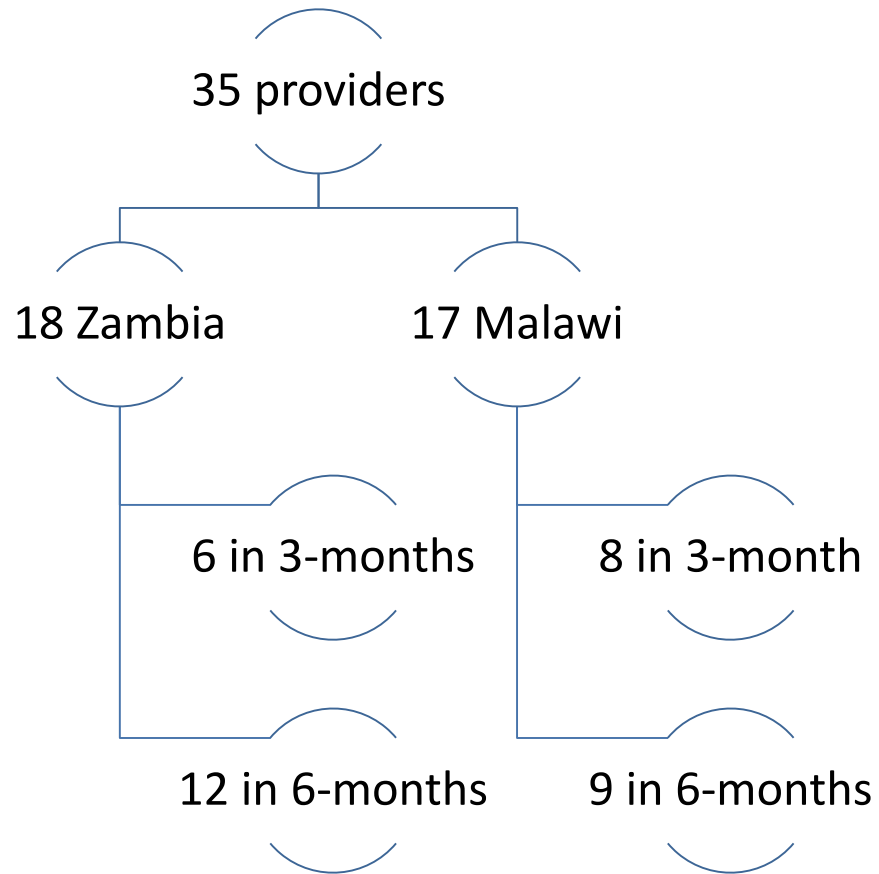 35 providers
18 Zambia
17 Malawi
6 in 3-months
8 in 3-month
12 in 6-months
9 in 6-months